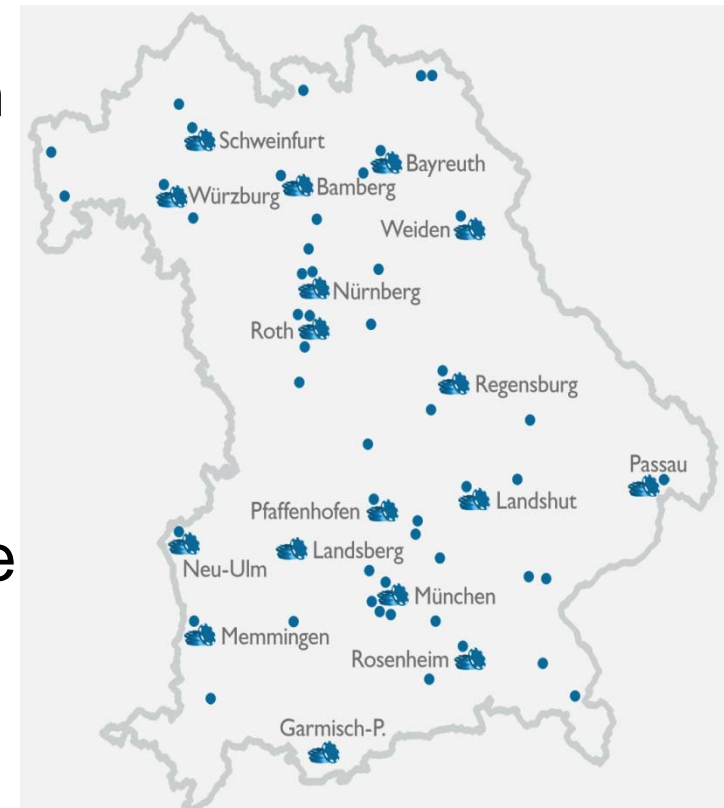 Schweinfurt
Bayreuth
Würzburg
Bamberg
Weiden
Nürnberg
Roth
Regensburg
Passau
Pfaffenhofen
Landshut
Neu-Ulm
Landsberg
München
Memmingen
Rosenheim
Garmisch-P.